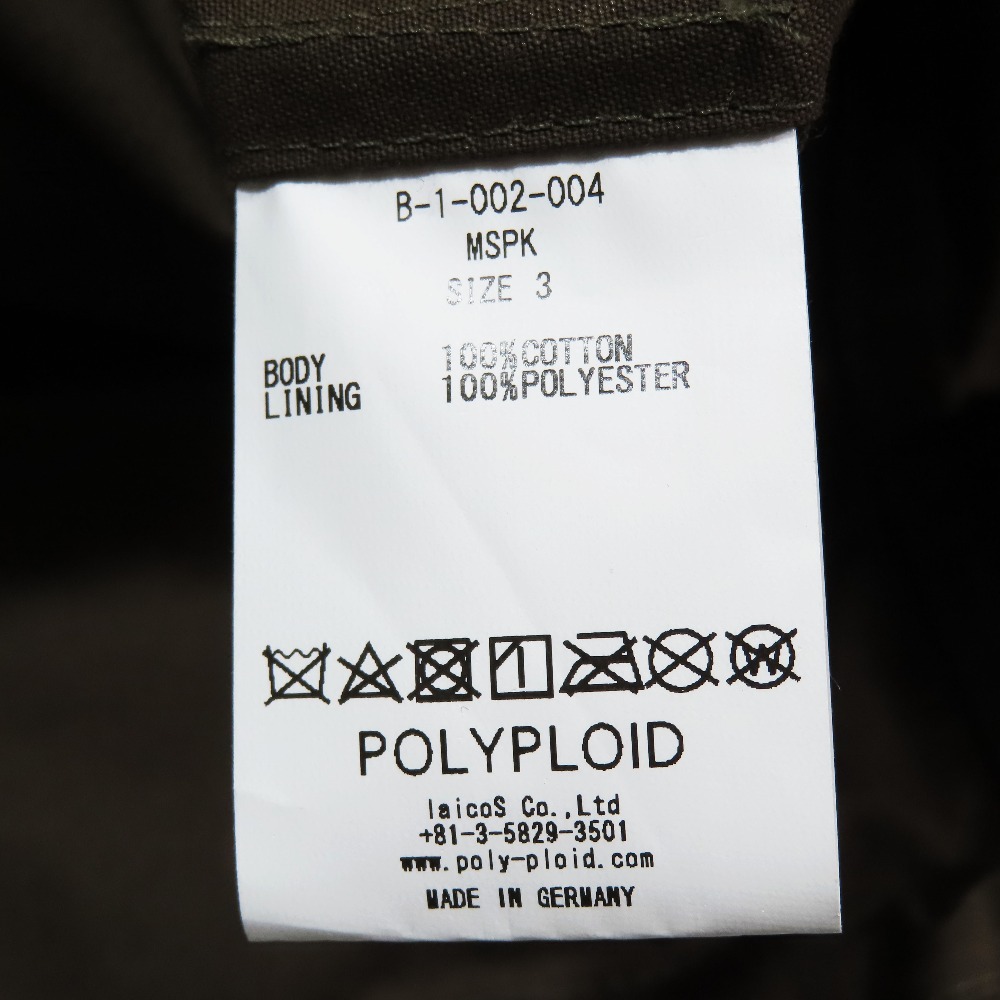 B-1-002-004
MSPK
SIZE 3
BODY 100%COTTON
LINING 100%POLYESTER
W
POLYPLOID
laicoS Co.,Ltd
+81-3-5829-3501
www.poly-ploid.com
MADE IN GERMANY